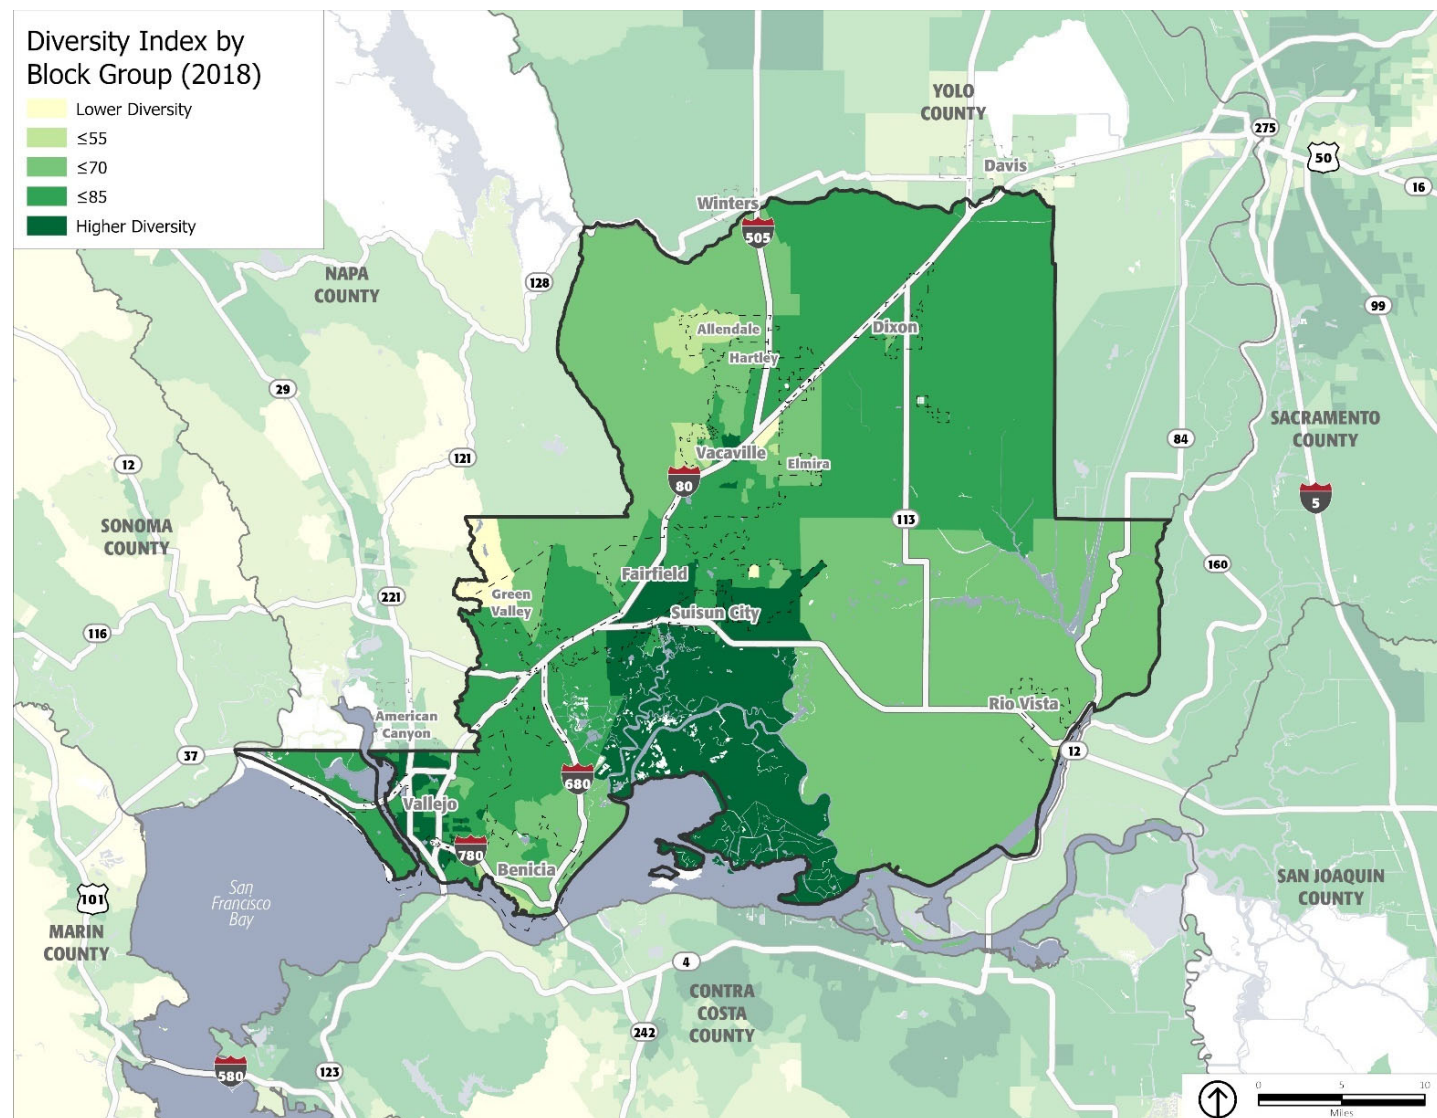 Diversity Index by
Block Group (2018)
Lower Diversity
≤55
≤70
≤85
Higher Diversity
YOLO
COUNTY
275
50
Davis
16
Winters
505
NAPA
COUNTY
128
99
Allendale
Dixon
Hartley
29
SACRAMENTO
COUNTY
84
121
12
Vacaville
Elmira
80
5
113
SONOMA
COUNTY
160
Fairfield
221
Green
Valley
Suisun City
116
Rio Vista
American
Canyon
12
37
680
Vallejo
780
Benicia
San
Francisco
Bay
SAN JOAQUIN
COUNTY
101
MARIN
COUNTY
4
CONTRA
COSTA
COUNTY
242
580
123
0 5 10
Miles